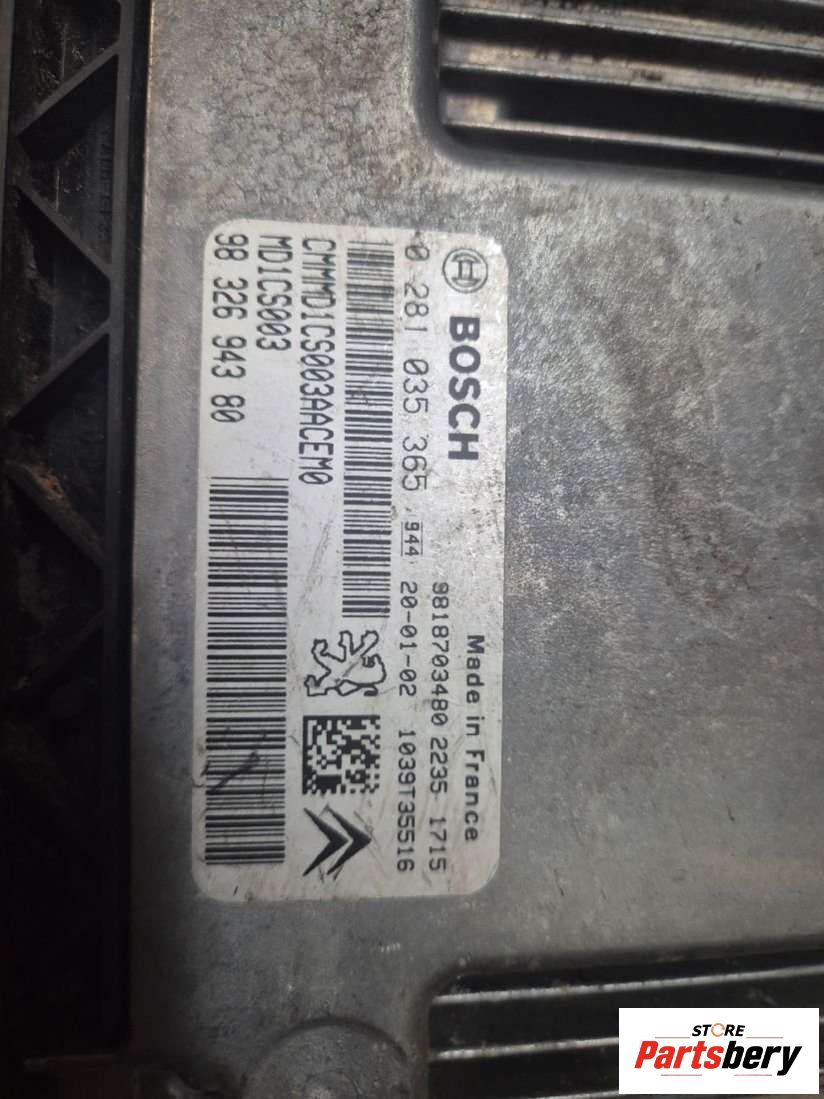 BOSCH
Made in France
9818703480 2235 1715
0 281 035 365 944 20-01-02 1039T35516
CMMMD1CS003AACEM0
MD1CS003
98 326 943 80
STORE
Partsbery